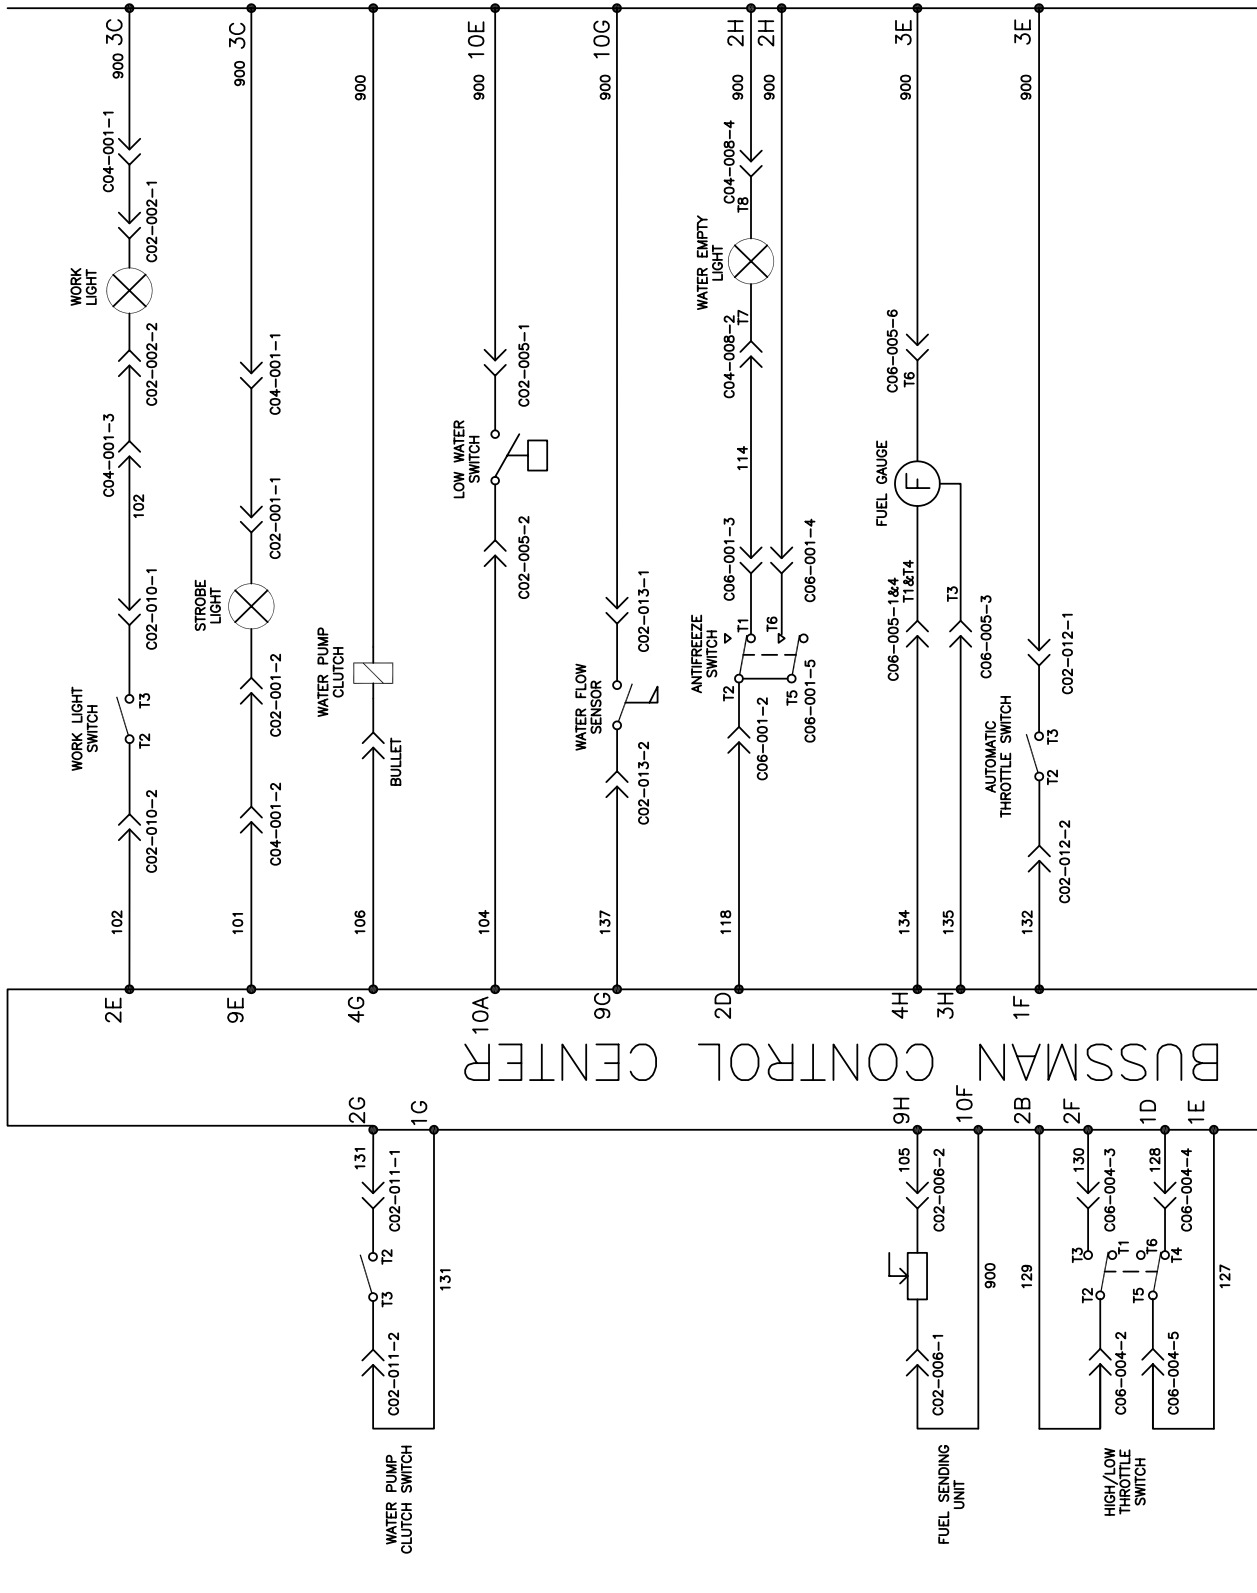 3C
900
C04-001-1
C02-002-1
WORK
LIGHT
C02-002-2
C04-001-3
102
C02-010-1
WORK LIGHT
SWITCH
T3
T2
C02-010-2
102
2E
3C
900
C04-001-1
C02-001-1
STROBE
LIGHT
C02-001-2
C04-001-2
101
9E
900
WATER PUMP
CLUTCH
BULLET
106
4G
10E
900
C02-005-1
LOW WATER
SWITCH
C02-005-2
104
10A
10G
900
C02-013-1
WATER FLOW
SENSOR
C02-013-2
137
9G
2H
2H
900
900
C04-008-4
T8
WATER EMPTY
LIGHT
T7
C04-008-2
114
C06-001-3
C06-001-4
ANTIFREEZE
SWITCH
T1
T6
T2
T5
C06-001-5
C06-001-2
118
2D
3E
900
C06-005-6
T6
FUEL GAUGE
F
C06-005-1&4
T1&T4
T3
C06-005-3
134
135
4H
3H
3E
900
C02-012-1
AUTOMATIC
THROTTLE SWITCH
T3
T2
C02-012-2
132
1F
BUSSMAN CONTROL CENTER
2G
1G
131
C02-011-1
T2
T3
C02-011-2
131
WATER PUMP
CLUTCH SWITCH
9H
10F
105
C02-006-2
900
C02-006-1
FUEL SENDING
UNIT
2B
2F
1D
1E
130
128
C06-004-3
C06-004-4
T3
T1
T6
T4
T2
T5
129
127
C06-004-2
C06-004-5
HIGH/LOW
THROTTLE
SWITCH